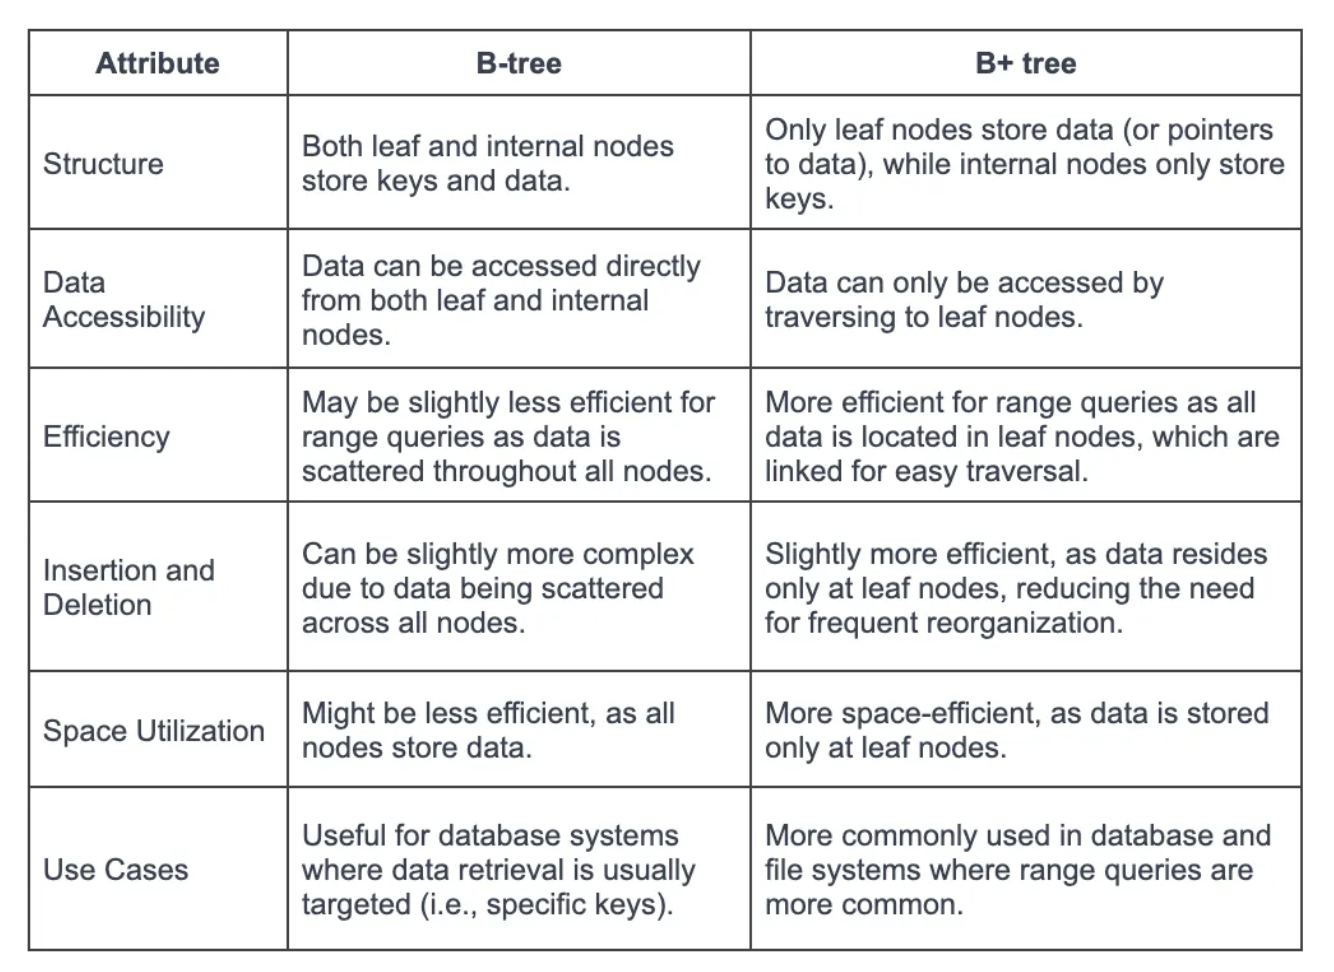 Attribute
B-tree
B+ tree
Structure
Both leaf and internal nodes
store keys and data.
Only leaf nodes store data (or pointers
to data), while internal nodes only store
keys.
Data
Accessibility
Data can be accessed directly
from both leaf and internal
nodes.
Data can only be accessed by
traversing to leaf nodes.
Efficiency
May be slightly less efficient for
range queries as data is
scattered throughout all nodes.
More efficient for range queries as all
data is located in leaf nodes, which are
linked for easy traversal.
Insertion and
Deletion
Can be slightly more complex
due to data being scattered
across all nodes.
Slightly more efficient, as data resides
only at leaf nodes, reducing the need
for frequent reorganization.
Space Utilization
Might be less efficient, as all
nodes store data.
More space-efficient, as data is stored
only at leaf nodes.
Use Cases
Useful for database systems
where data retrieval is usually
targeted (i.e., specific keys).
More commonly used in database and
file systems where range queries are
more common.